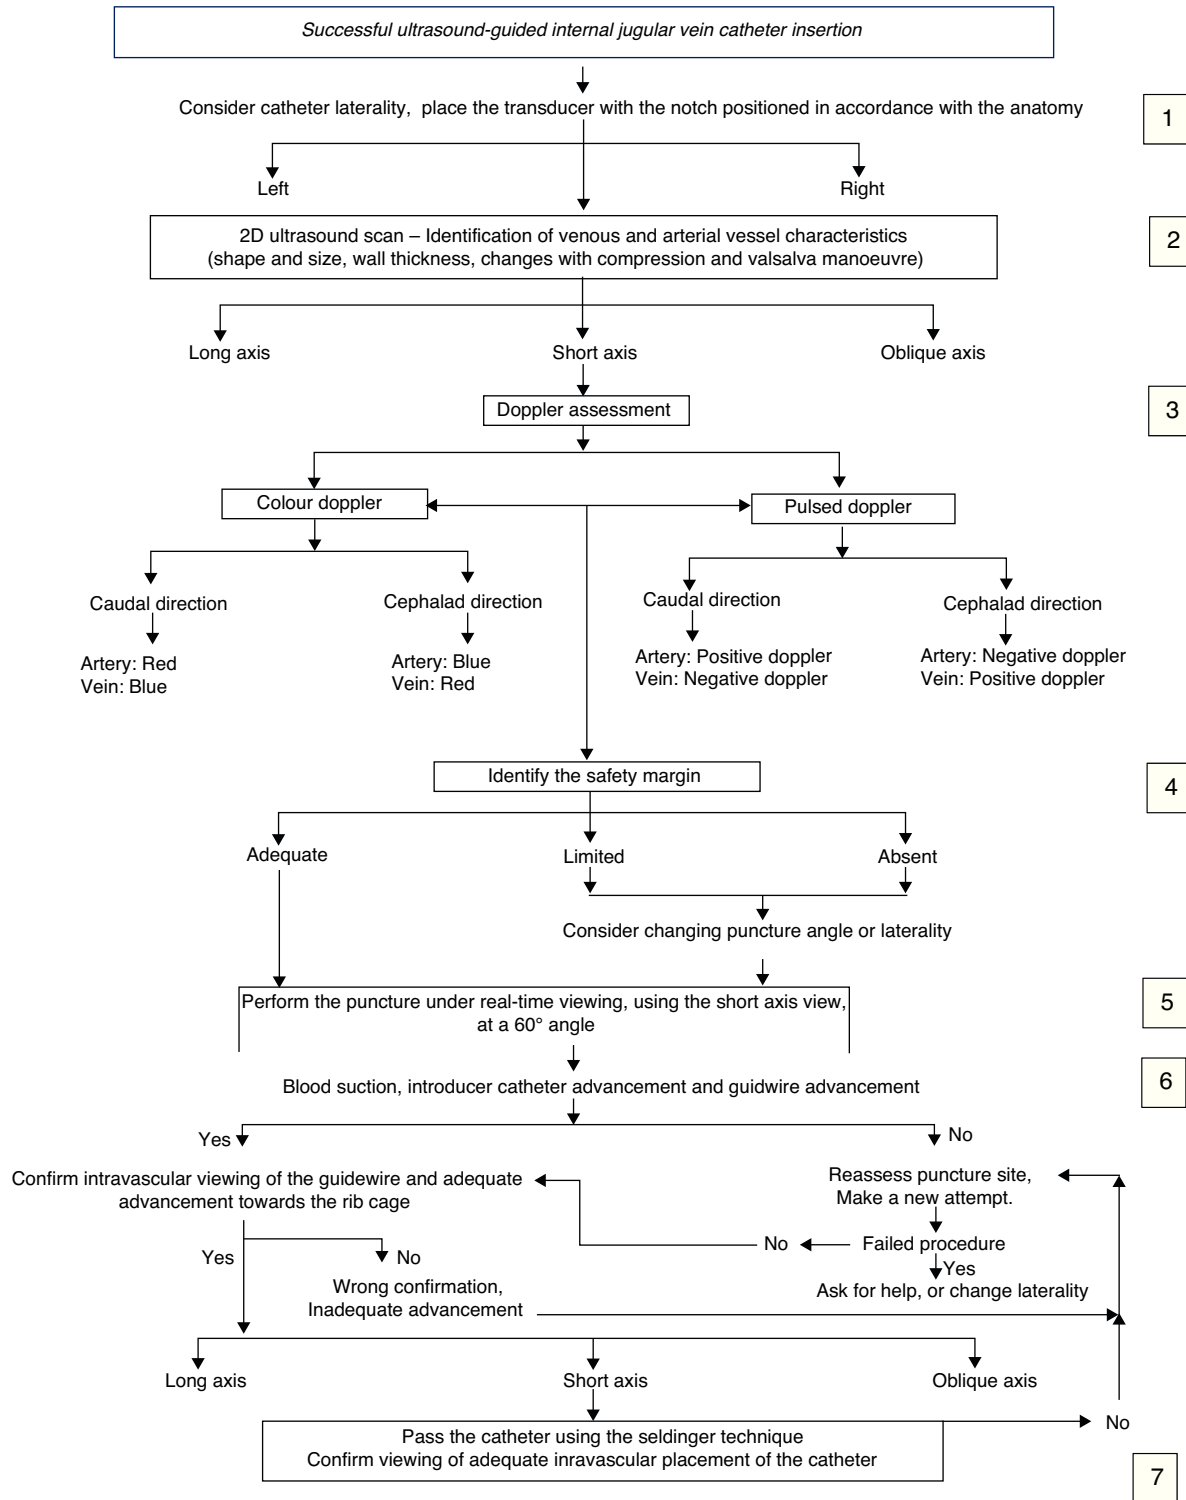 Successful ultrasound-guided internal jugular vein catheter insertion
Consider catheter laterality, place the transducer with the notch positioned in accordance with the anatomy
1
Left
Right
2D ultrasound scan – Identification of venous and arterial vessel characteristics
(shape and size, wall thickness, changes with compression and valsalva manoeuvre)
2
Long axis
Short axis
Oblique axis
Doppler assessment
3
Colour doppler
Pulsed doppler
Caudal direction
Cephalad direction
Caudal direction
Cephalad direction
Artery: Red
Vein: Blue
Artery: Blue
Vein: Red
Artery: Positive doppler
Vein: Negative doppler
Artery: Negative doppler
Vein: Positive doppler
Identify the safety margin
4
Adequate
Limited
Absent
Consider changing puncture angle or laterality
Perform the puncture under real-time viewing, using the short axis view,
at a 60° angle
5
Blood suction, introducer catheter advancement and guidwire advancement
6
Yes
No
Confirm intravascular viewing of the guidewire and adequate
advancement towards the rib cage
Reassess puncture site,
Make a new attempt.
No
Failed procedure
Yes
Ask for help, or change laterality
Yes
No
Wrong confirmation,
Inadequate advancement
Long axis
Short axis
Oblique axis
Pass the catheter using the seldinger technique
Confirm viewing of adequate inravascular placement of the catheter
No
7